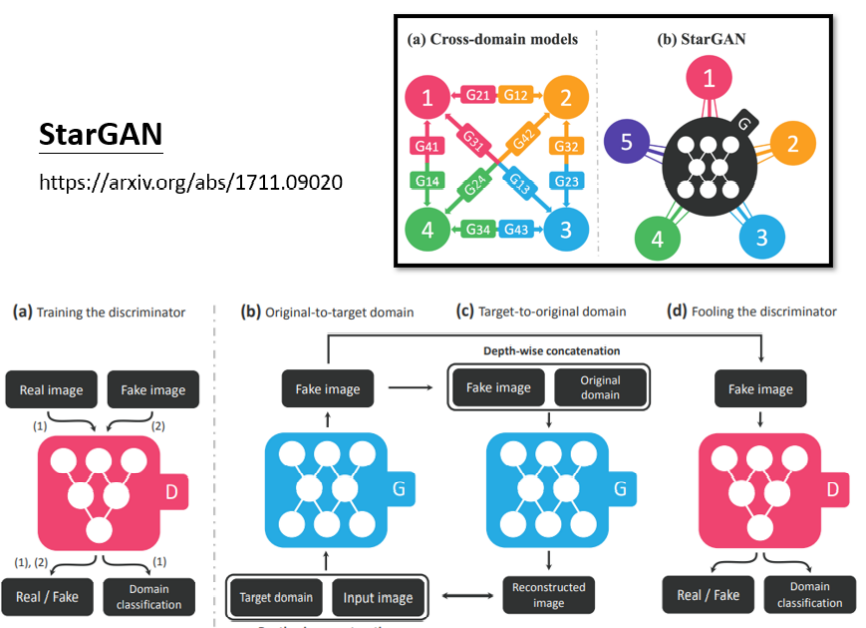 StarGAN
https://arxiv.org/abs/1711.09020
(a) Cross-domain models
(b) StarGAN
1
G21
G12
2
G41
G31
G42
G32
G14
G24
G13
G23
4
G34
G43
3
1
G
5
2
4
3
(a) Training the discriminator
(b) Original-to-target domain
(c) Target-to-original domain
(d) Fooling the discriminator
Depth-wise concatenation
Real image
Fake image
(1)
(2)
D
(1), (2)
(1)
Real / Fake
Domain
classification
Fake image
G
Target domain
Input image
Fake image
Original
domain
G
Reconstructed
image
Fake image
D
Real / Fake
Domain
classification